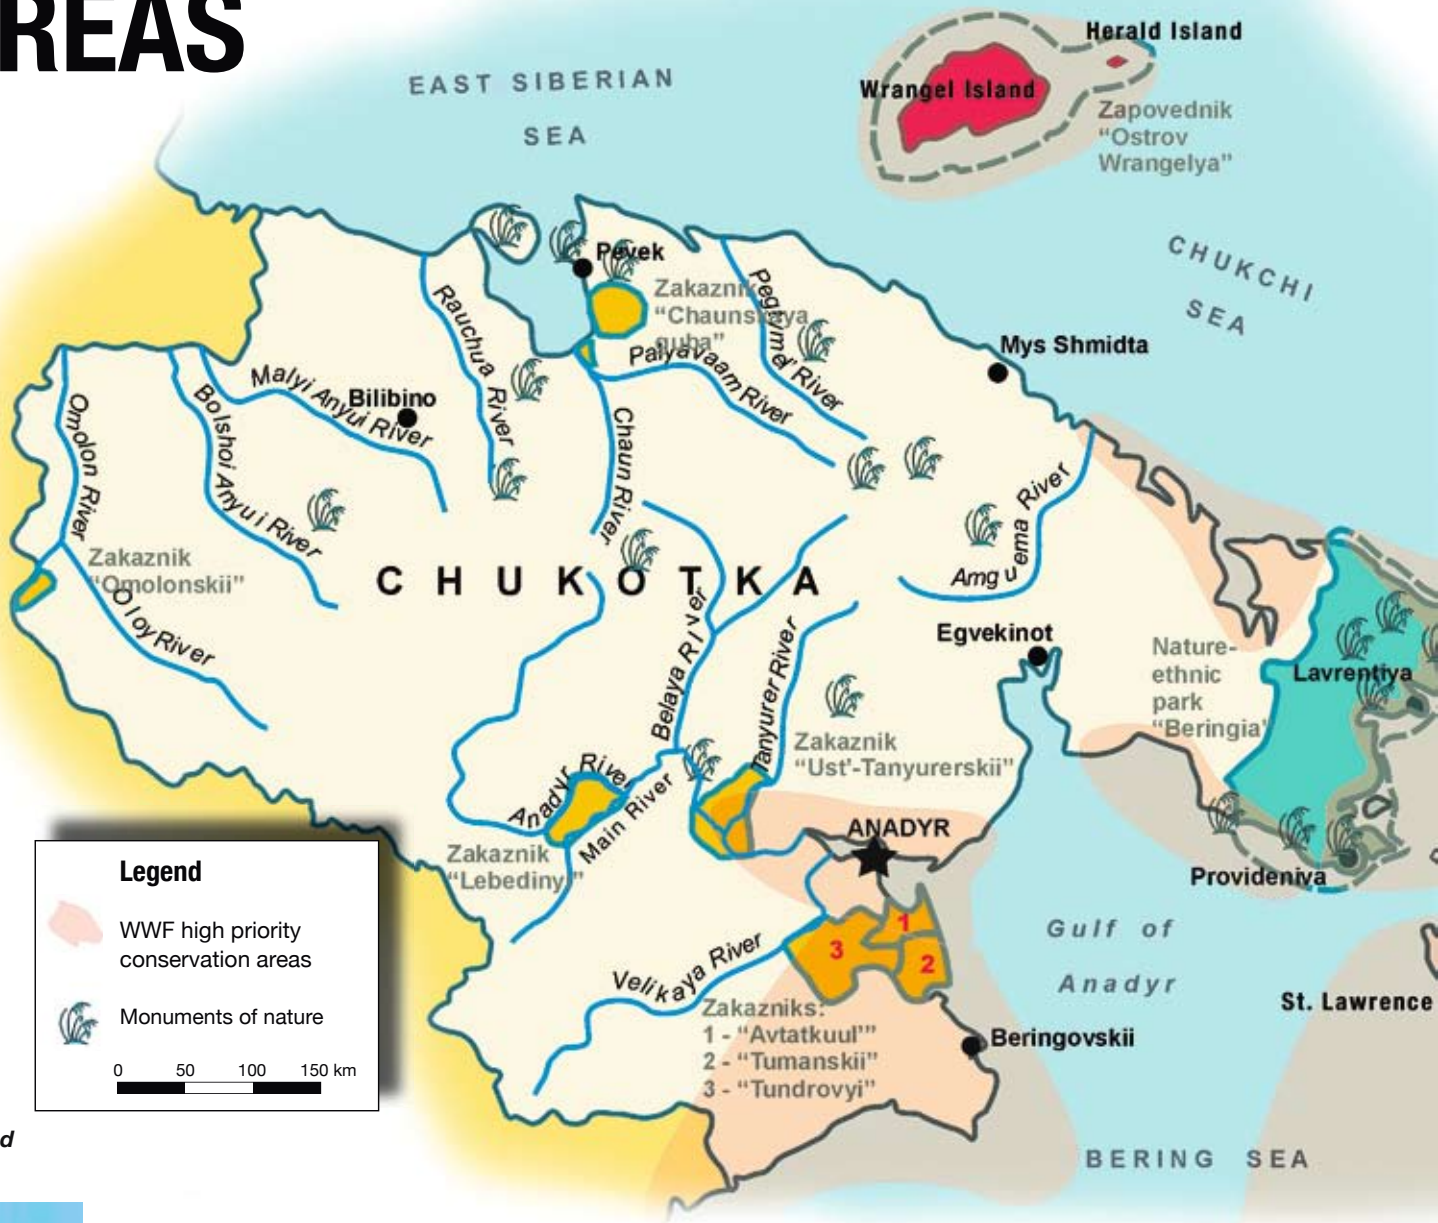 REAS
Herald Island
EAST SIBERIAN
SEA
Wrangel Island
Zapovednik
“Ostrov
Wrangelya”
CHUKCHI
SEA
Pevek
Zakaznik
“Chaunskaya
guba”
Pegtymel' River
Mys Shmidta
Rauchua River
Palyavaam River
Malyi Anyui River
Bilibino
Bolshoi Anyui River
Omolon River
Chaun River
Amguema River
Zakaznik
“Omolonskii”
Oloy River
CHUKOTKA
Egvekinot
Belaya River
Tanyurer River
Nature-
ethnic
park
“Beringia”
Lavrentiya
Zakaznik
“Ust'-Tanyurerskii”
Anadyr River
Main River
ANADYR
Zakaznik
“Lebedinyi”
Provideniva
1
2
3
Gulf of
Anadyr
St. Lawrence
Velikaya River
Zakazniks:
1 - “Avtatkuul'”
2 - “Tumanskii”
3 - “Tundrovyi”
Beringovskii
BERING SEA
Legend
WWF high priority
conservation areas
Monuments of nature
0 50 100 150 km
d